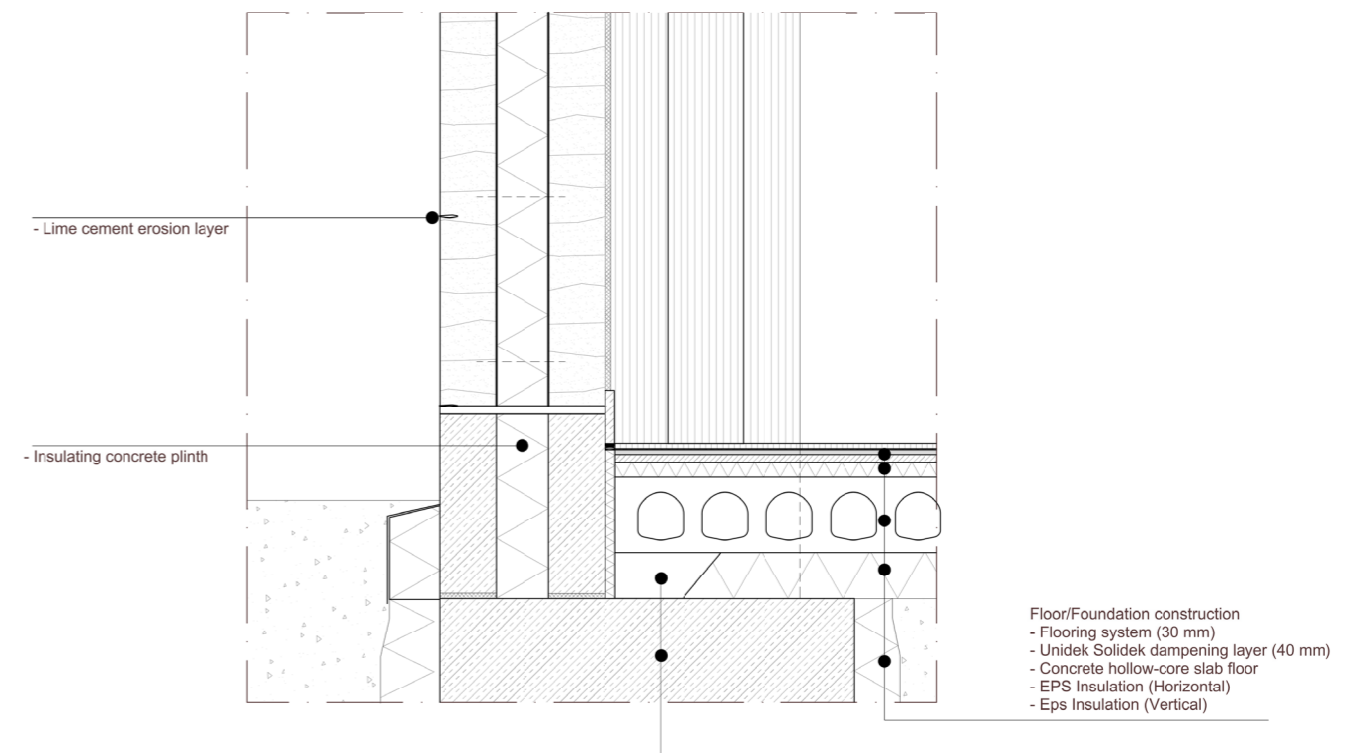 - Lime cement erosion layer
- Insulating concrete plinth
Floor/Foundation construction
- Flooring system (30 mm)
- Unidek Solidek dampening layer (40 mm)
- Concrete hollow-core slab floor
- EPS Insulation (Horizontal)
- Eps Insulation (Vertical)